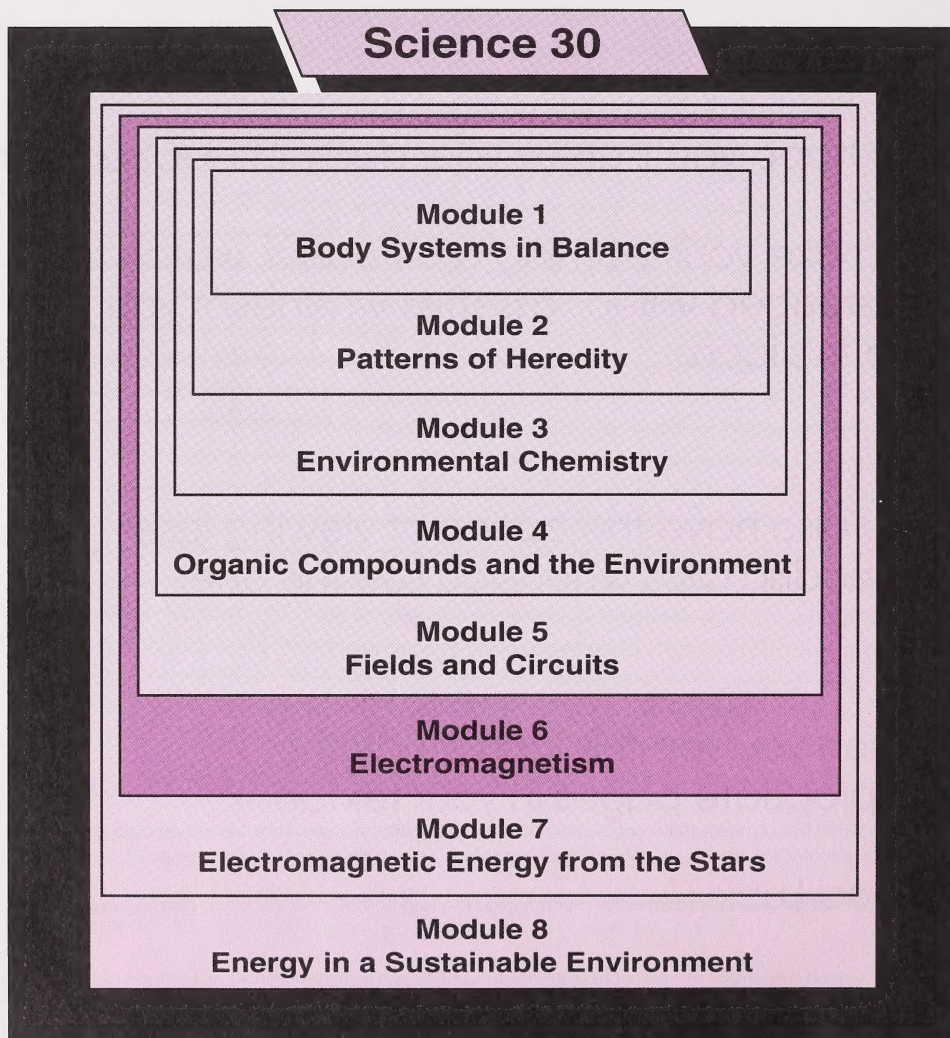 Science 30
Module 1
Body Systems in Balance
Module 2
Patterns of Heredity
Module 3
Environmental Chemistry
Module 4
Organic Compounds and the Environment
Module 5
Fields and Circuits
Module 6
Electromagnetism
Module 7
Electromagnetic Energy from the Stars
Module 8
Energy in a Sustainable Environment